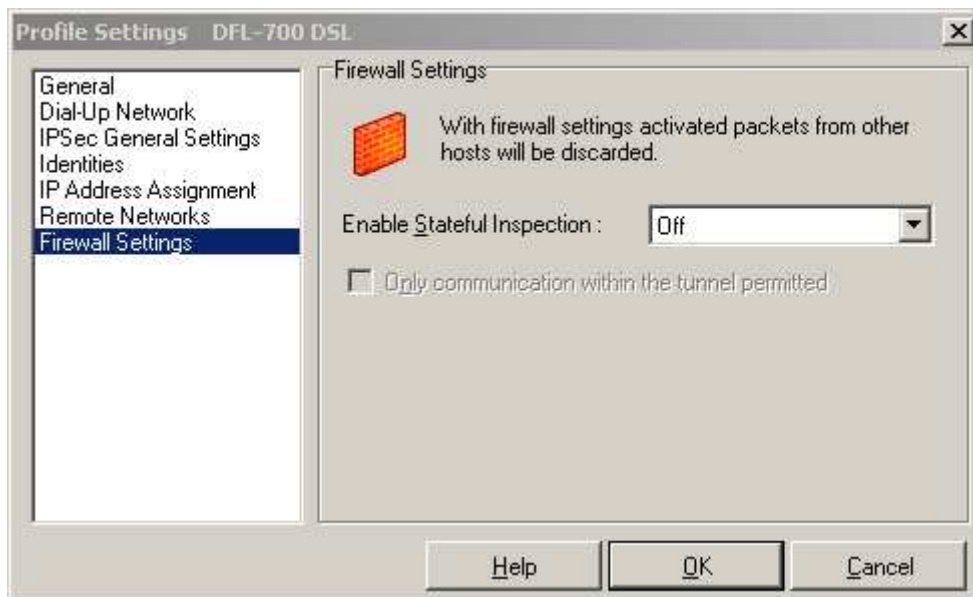 Profile Settings DFL-700 DSL
General
Dial-Up Network
IPSec General Settings
Identities
IP Address Assignment
Remote Networks
Firewall Settings
Firewall Settings
With firewall settings activated packets from other
hosts will be discarded.
Enable Stateful Inspection :
Off
Only communication within the tunnel permitted
Help
OK
Cancel